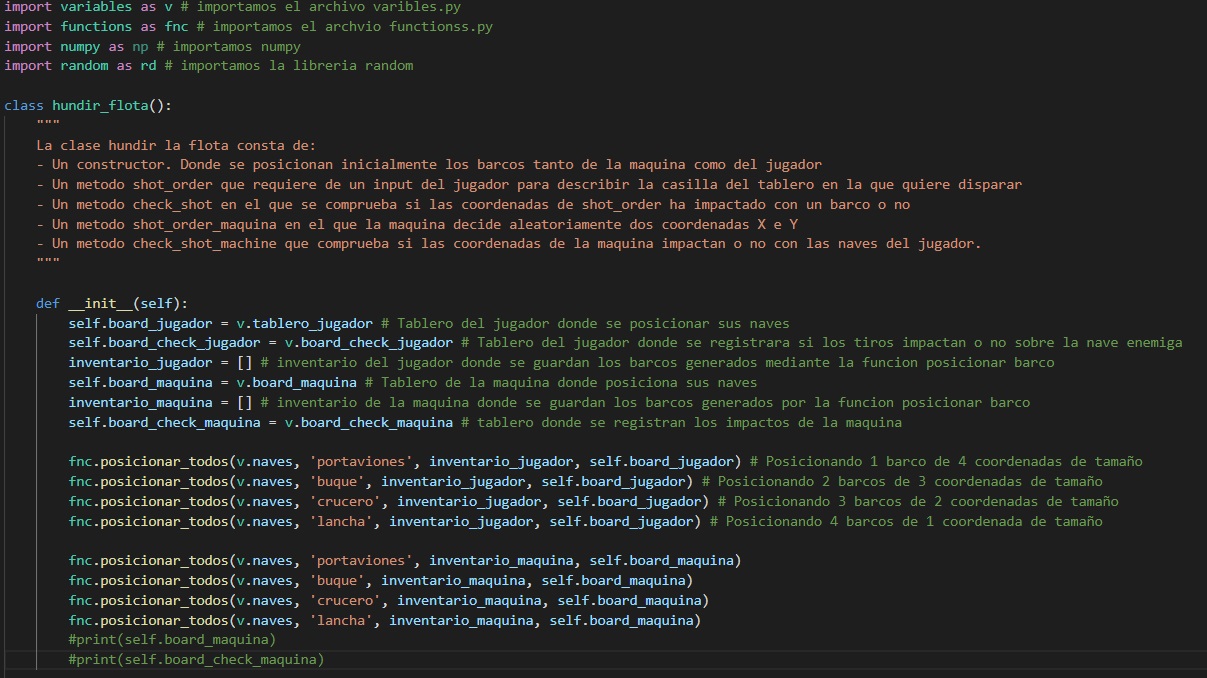 import variables as v # importamos el archivo varibles.py
import functions as fnc # importamos el archvio functionss.py
import numpy as np # importamos numpy
import random as rd # importamos la libreria random
class hundir_flota():
"""
La clase hundir la flota consta de:
- Un constructor. Donde se posicionan inicialmente los barcos tanto de la maquina como del jugador
- Un metodo shot_order que requiere de un input del jugador para describir la casilla del tablero en la que quiere disparar
- Un metodo check_shot en el que se comprueba si las coordenadas de shot_order ha impactado con un barco o no
- Un metodo shot_order_maquina en el que la maquina decide aleatoriamente dos coordenadas X e Y
- Un metodo check_shot_machine que comprueba si las coordenadas de la maquina impactan o no con las naves del jugador.
"""
def __init__(self):
self.board_jugador = v.tablero_jugador # Tablero del jugador donde se posicionar sus naves
self.board_check_jugador = v.board_check_jugador # Tablero del jugador donde se registrara si los tiros impactan o no sobre la nave enemiga
inventario_jugador = [] # inventario del jugador donde se guardan los barcos generados mediante la funcion posicionar barco
self.board_maquina = v.board_maquina # Tablero de la maquina donde posiciona sus naves
inventario_maquina = [] # inventario de la maquina donde se guardan los barcos generados por la funcion posicionar barco
self.board_check_maquina = v.board_check_maquina # tablero donde se registran los impactos de la maquina
fnc.posicionar_todos(v.naves, 'portaviones', inventario_jugador, self.board_jugador) # Posicionando 1 barco de 4 coordenadas de tamaño
fnc.posicionar_todos(v.naves, 'buque', inventario_jugador, self.board_jugador) # Posicionando 2 barcos de 3 coordenadas de tamaño
fnc.posicionar_todos(v.naves, 'crucero', inventario_jugador, self.board_jugador) # Posicionando 3 barcos de 2 coordenadas de tamaño
fnc.posicionar_todos(v.naves, 'lancha', inventario_jugador, self.board_jugador) # Posicionando 4 barcos de 1 coordenada de tamaño
fnc.posicionar_todos(v.naves, 'portaviones', inventario_maquina, self.board_maquina)
fnc.posicionar_todos(v.naves, 'buque', inventario_maquina, self.board_maquina)
fnc.posicionar_todos(v.naves, 'crucero', inventario_maquina, self.board_maquina)
fnc.posicionar_todos(v.naves, 'lancha', inventario_maquina, self.board_maquina)
#print(self.board_maquina)
#print(self.board_check_maquina)